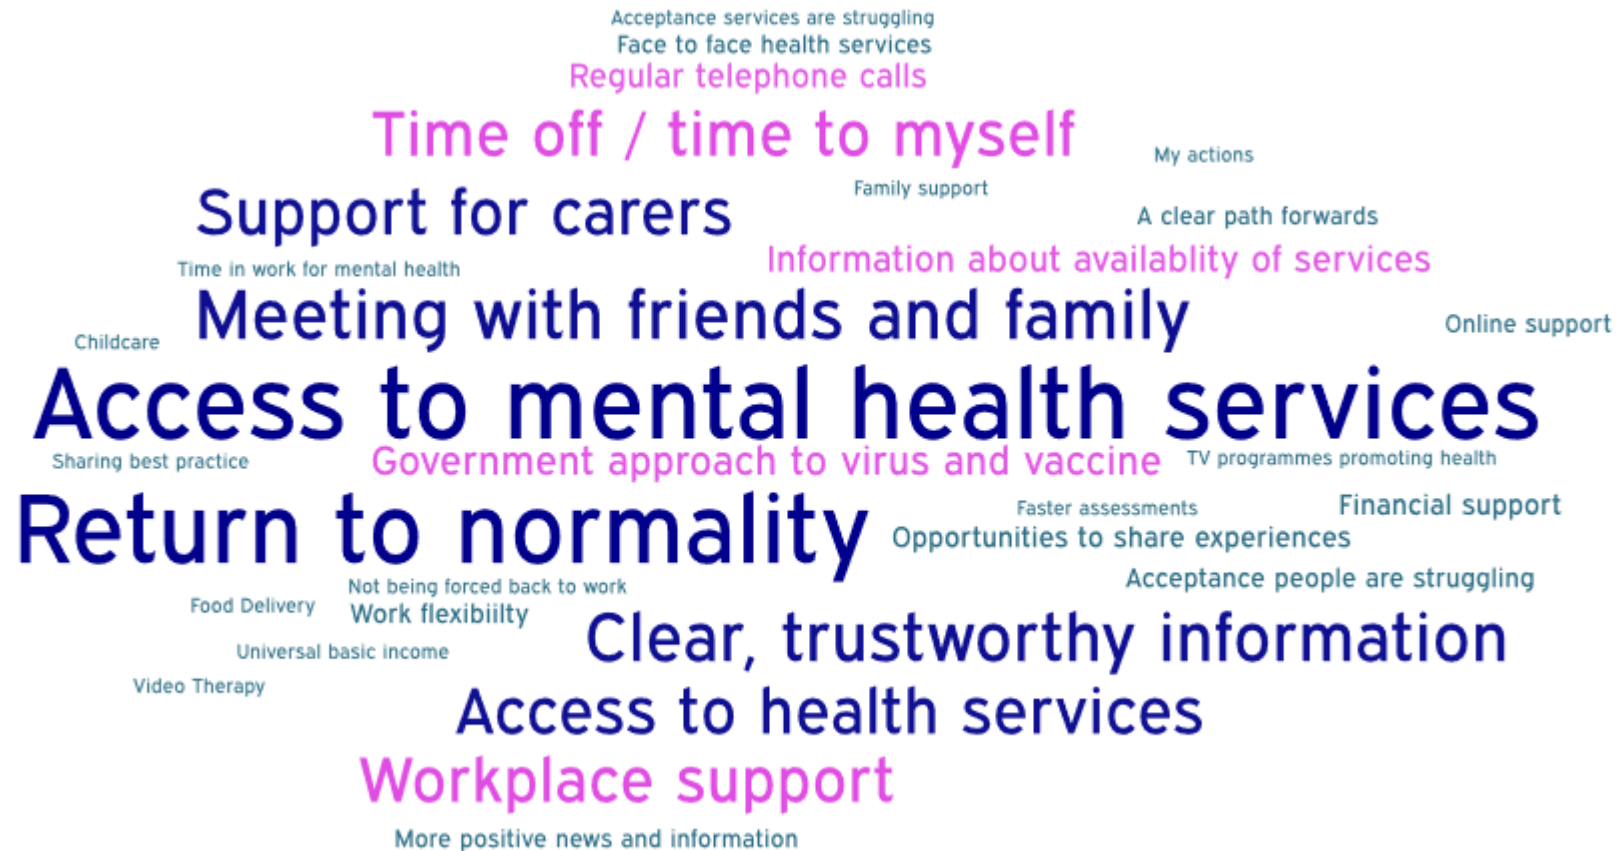 Acceptance services are struggling
Face to face health services
Regular telephone calls
Time off / time to myself
My actions
Family support
Support for carers
A clear path forwards
Information about availablity of services
Time in work for mental health
Meeting with friends and family
Online support
Childcare
Access to mental health services
Sharing best practice
Government approach to virus and vaccine
TV programmes promoting health
Return to normality
Faster assessments
Financial support
Opportunities to share experiences
Acceptance people are struggling
Not being forced back to work
Food Delivery
Work flexibiilty
Clear, trustworthy information
Universal basic income
Video Therapy
Access to health services
Workplace support
More positive news and information